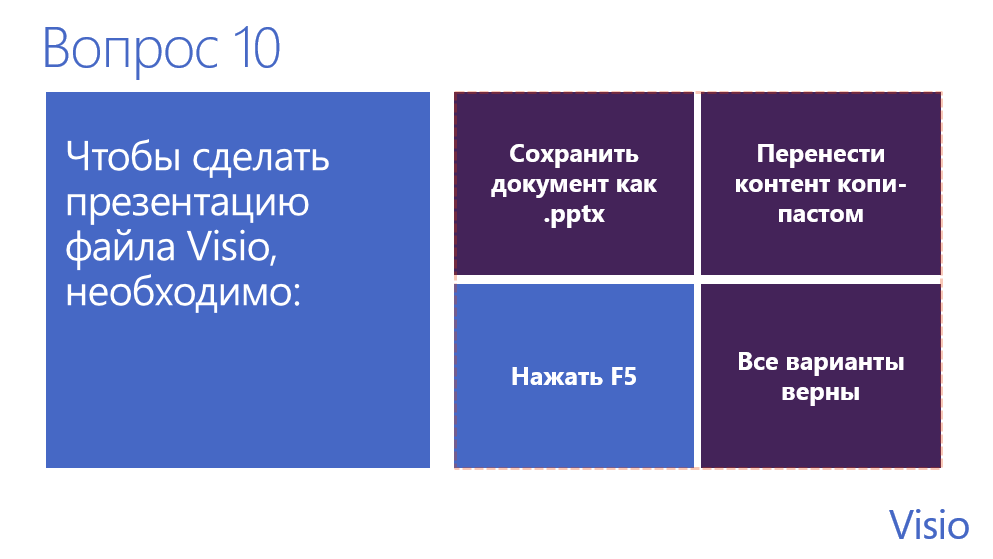 Вопрос 10
Чтобы сделать
презентацию
файла Visio,
необходимо:
Сохранить
документ как
.pptx
Перенести
контент копи-
пастом
Нажать F5
Все варианты
верны
Visio